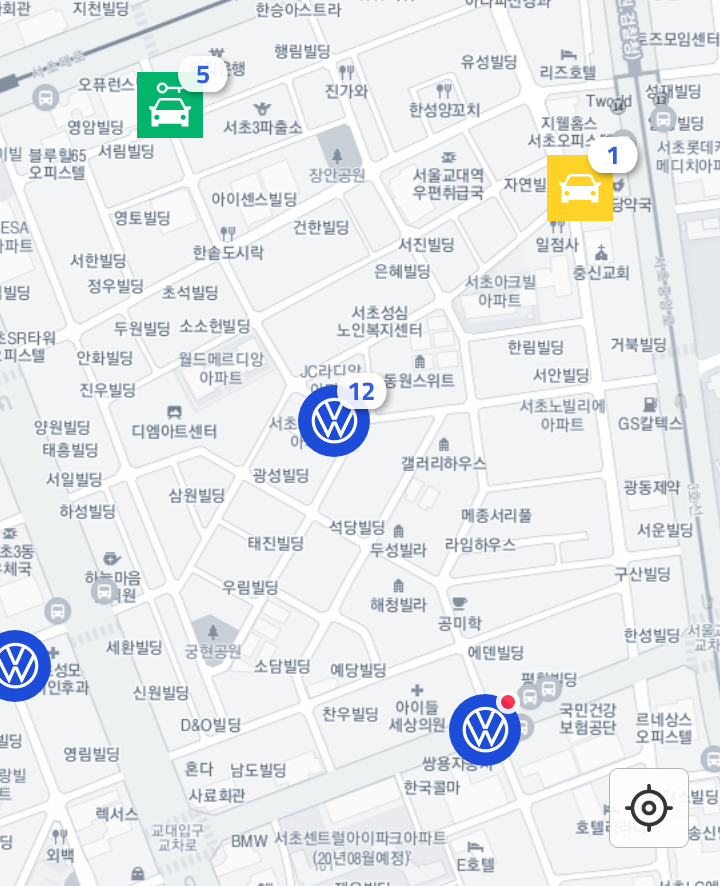 지천빌딩
한승아스트라
행림빌딩
유성빌딩
5
오퓨런스
진가와
리즈호텔
한성양꼬치
Tworld
14
13
성재빌딩
영암빌딩
서초3파출소
지웰홈스
서초오피스텔
1
서림빌딩
블루힐65
오피스텔
장안공원
서울교대역
우편취급국
아이센스빌딩
영토빌딩
건한빌딩
서진빌딩
일점사
한솥도시락
서한빌딩
은혜빌딩
충신교회
정우빌딩
초석빌딩
서초아크빌
아파트
서초성심
노인복지센터
두원빌딩
소소헌빌딩
한림빌딩
거북빌딩
안화빌딩
월드메르디앙
아파트
JC라디앙
동원스위트
서안빌딩
진우빌딩
12
서초노빌리에
아파트
GS칼텍스
양원빌딩
디엠아트센터
태흥빌딩
갤러리하우스
서일빌딩
광성빌딩
삼원빌딩
광동제약
하성빌딩
메종서리풀
석당빌딩
서운빌딩
태진빌딩
두성빌라
라임하우스
구산빌딩
우림빌딩
해청빌라
공미학
한성빌딩
세환빌딩
궁현공원
에덴빌딩
소담빌딩
예당빌딩
신원빌딩
아이들
세상의원
국민건강
보험공단
르네상스
오피스텔
찬우빌딩
D&O빌딩
영림빌딩
혼다
남도빌딩
쌍용자동차
한국콜마
사료회관
렉서스
교대입구
교차로
BMW
서초센트럴아이파크아파트
(20년08월예정)
외백
E호텔